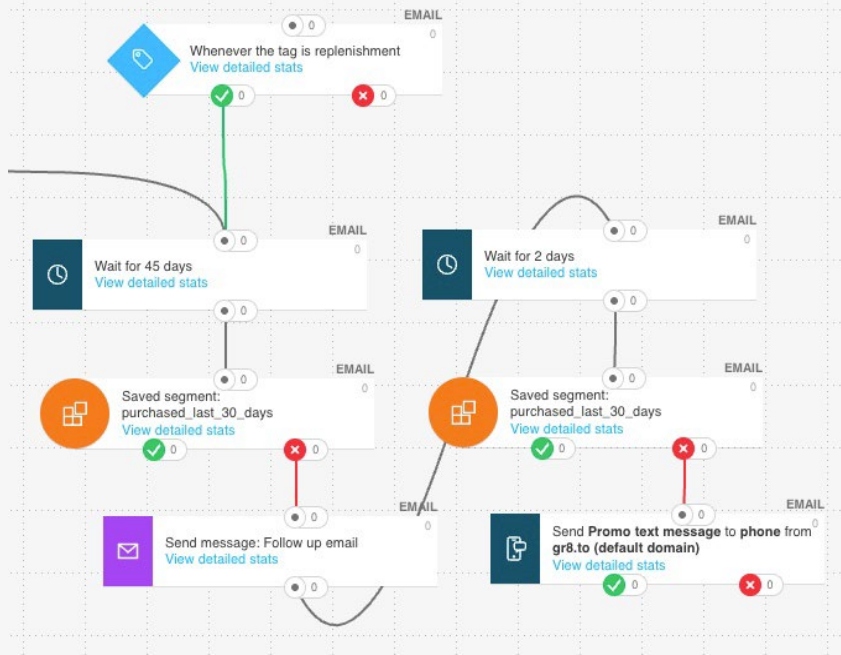 EMAIL
0
0
Whenever the tag is replenishment
View detailed stats
0
0
EMAIL
0
0
Wait for 45 days
View detailed stats
0
EMAIL
0
0
Wait for 2 days
View detailed stats
0
EMAIL
0
0
Saved segment:
purchased_last_30_days
View detailed stats
0
0
EMAIL
0
0
Saved segment:
purchased_last_30_days
View detailed stats
0
0
EMAIL
0
0
Send message: Follow up email
View detailed stats
0
EMAIL
0
0
Send Promo text message to phone from
gr8.to (default domain)
View detailed stats
0
0